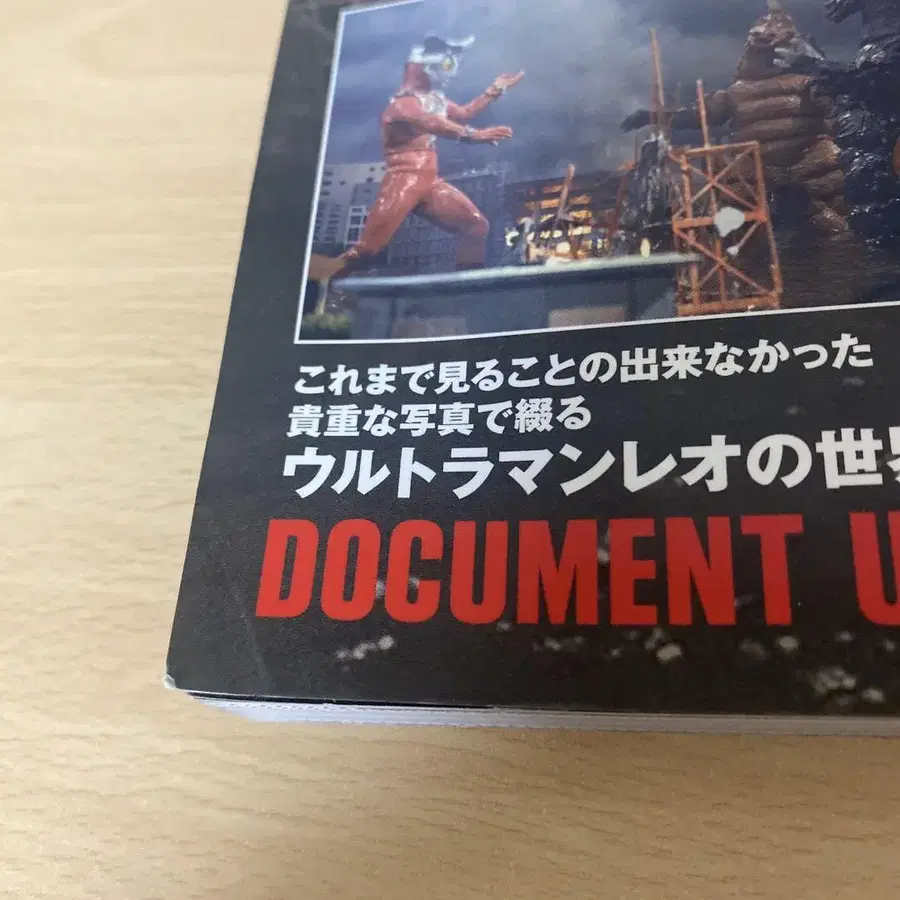 これまで見ることの出来なかった
貴重な写真で綴る
ウルトラマンレオの世
DOCUMENT U